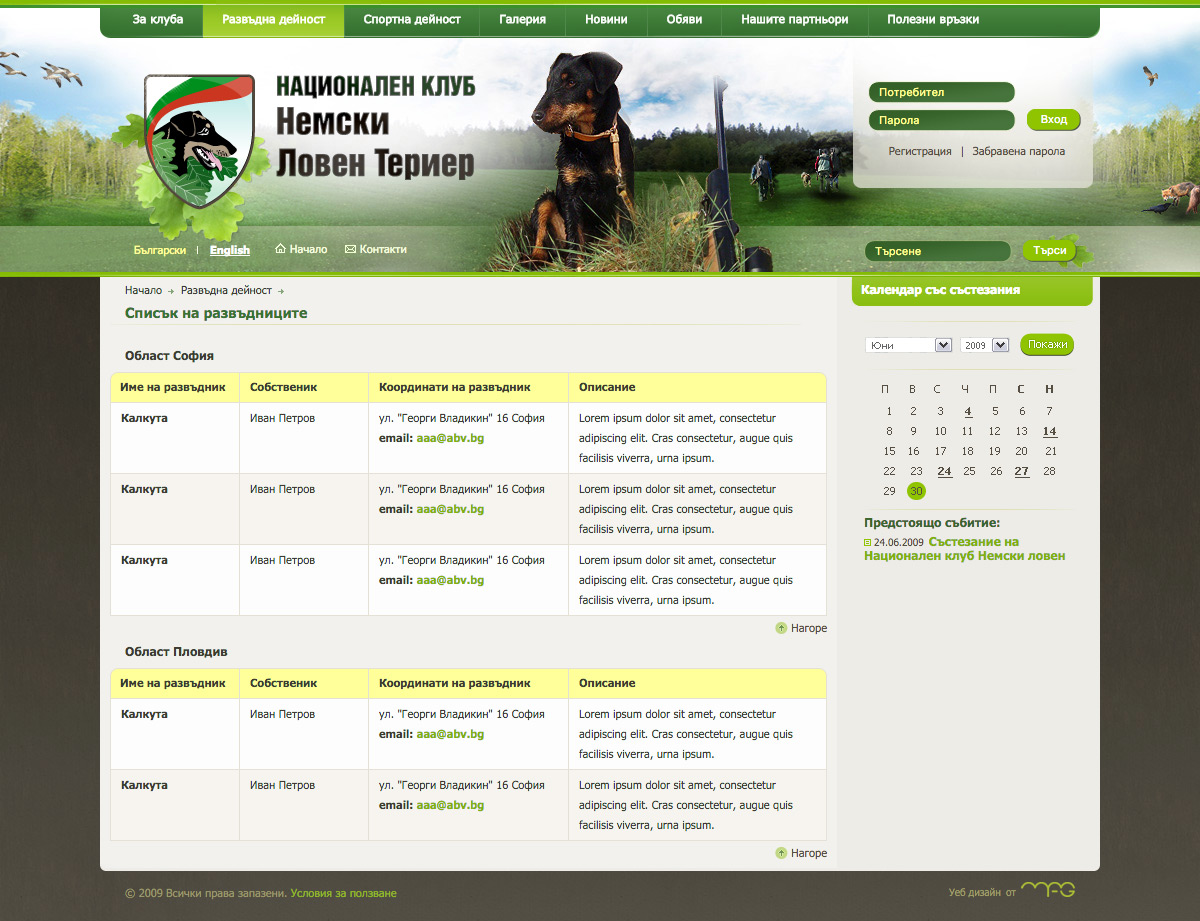 За клуба
Развъдна дейност
Спортна дейност
Галерия
Новини
Обяви
Нашите партньори
Полезни връзки
НАЦИОНАЛЕН КЛУБ
Немски
Ловен Териер
Потребител
Парола
Вход
Регистрация | Забравена парола
Български | English
Начало
Контакти
Търсене
Търси
Начало → Развъдна дейност →
Списък на развъдниците
Област София
Име на развъдник Собственик Координати на развъдник Описание
Калкута Иван Петров ул. "Георги Владикин" 16 София Lorem ipsum dolor sit amet, consectetur
email: aaa@abv.bg adipiscing elit. Cras consectetur, augue quis
facilisis viverra, urna ipsum.
Калкута Иван Петров ул. "Георги Владикин" 16 София Lorem ipsum dolor sit amet, consectetur
email: aaa@abv.bg adipiscing elit. Cras consectetur, augue quis
facilisis viverra, urna ipsum.
Калкута Иван Петров ул. "Георги Владикин" 16 София Lorem ipsum dolor sit amet, consectetur
email: aaa@abv.bg adipiscing elit. Cras consectetur, augue quis
facilisis viverra, urna ipsum.
Нагоре
Област Пловдив
Име на развъдник Собственик Координати на развъдник Описание
Калкута Иван Петров ул. "Георги Владикин" 16 София Lorem ipsum dolor sit amet, consectetur
email: aaa@abv.bg adipiscing elit. Cras consectetur, augue quis
facilisis viverra, urna ipsum.
Калкута Иван Петров ул. "Георги Владикин" 16 София Lorem ipsum dolor sit amet, consectetur
email: aaa@abv.bg adipiscing elit. Cras consectetur, augue quis
facilisis viverra, urna ipsum.
Нагоре
Календар със състезания
Юни 2009 Покажи
П В С Ч П С Н
1 2 3 4 5 6 7
8 9 10 11 12 13 14
15 16 17 18 19 20 21
22 23 24 25 26 27 28
29 30
Предстоящо събитие:
24.06.2009 Състезание на
Национален клуб Немски ловен
© 2009 Всички права запазени. Условия за ползване
Уеб дизайн от MFG